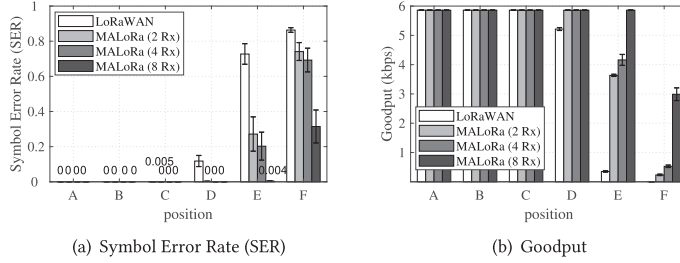 1
0.8
0.6
0.4
0.2
0
Symbol Error Rate (SER)
LoRaWAN
MALoRa (2 Rx)
MALoRa (4 Rx)
MALoRa (8 Rx)
0 0 0 0
0 0 0 0
0.005
0 0 0
0.004
A B C D E F
position
(a) Symbol Error Rate (SER)
6
5
4
3
2
1
Goodput (kbps)
LoRaWAN
MALoRa (2 Rx)
MALoRa (4 Rx)
MALoRa (8 Rx)
A B C D E F
position
(b) Goodput